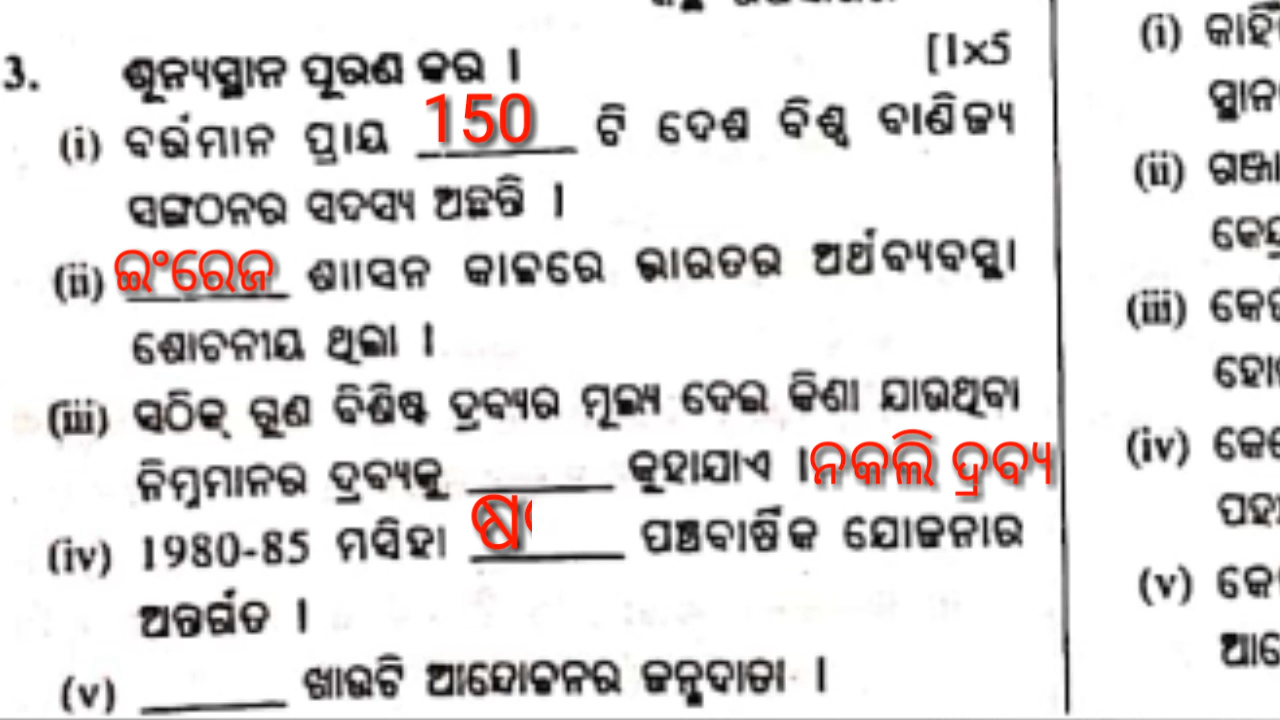 3. ଶୂନ୍ୟସ୍ଥାନ ପୂରଣ କର । [1×5
(i) ବର୍ତ୍ତମାନ ପ୍ରାୟ 150 ଟି ଦେଶ ବିଶ୍ୱ ବାଣିଜ୍ୟ
ସଙ୍ଗଠନର ସଦସ୍ୟ ଅଛନ୍ତି ।
(ii) ଇଂରେଜ ଶାାସନ କାଳରେ ଭାରତର ଅର୍ଥବ୍ୟବସ୍ଥା
ଶୋଚନୀୟ ଥିଲା ।
(iii) ସଠିକ୍ ଗୁଣ ବିଶିଷ୍ଟ ଦ୍ରବ୍ୟର ମୂଲ୍ୟ ଦେଇ କିଣା ଯାଉଥିବା
ନିମ୍ନମାନର ଦ୍ରବ୍ୟକୁ ______ କୁହାଯାଏ । ନକଲି ଦ୍ରବ୍ୟ
(iv) 1980-85 ମସିହା ଷ ପଞ୍ଚବାର୍ଷିକ ଯୋଜନାର
ଅନ୍ତର୍ଗତ ।
(v) ______ ଖାଉଟି ଆନ୍ଦୋଳନର ଜନ୍ମଦାତା ।
(i)
(ii)
(iii)
(iv)
(v)